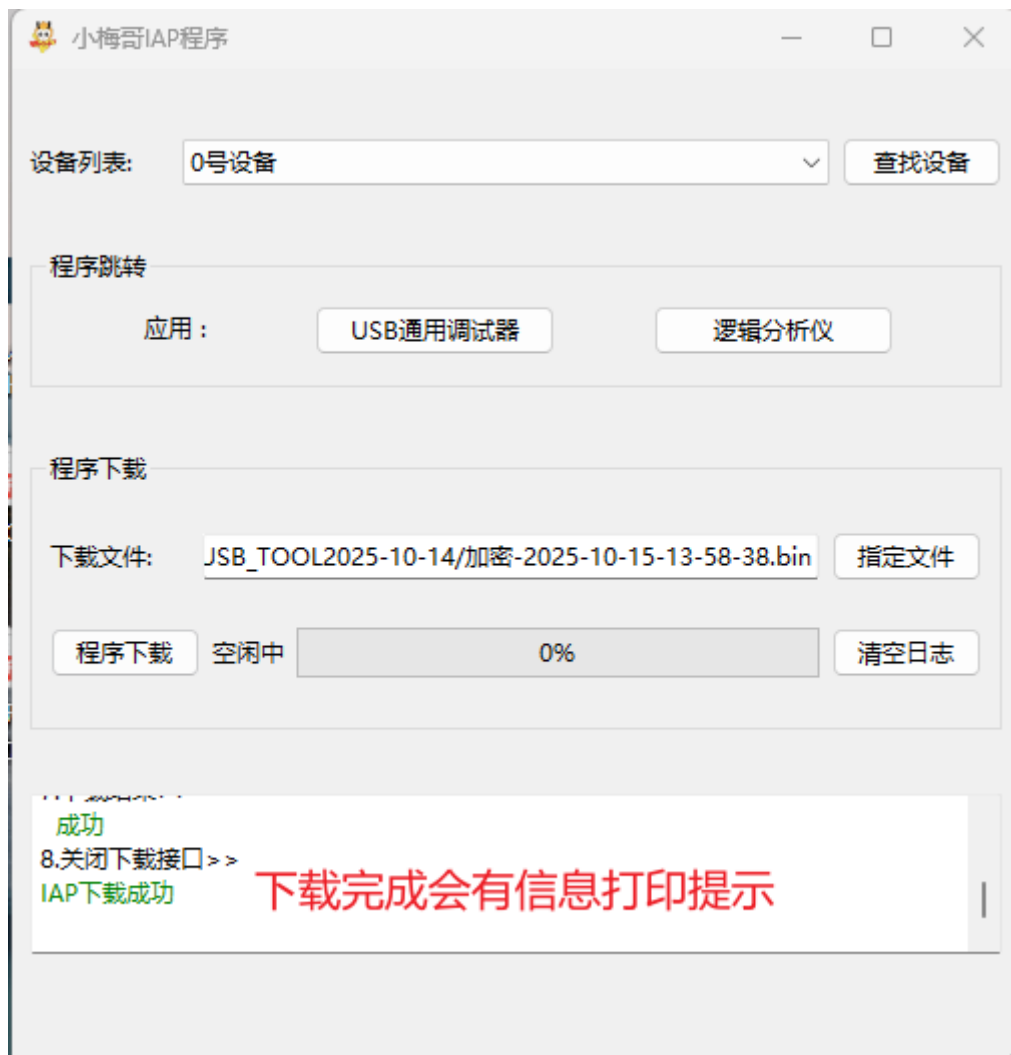 小梅哥IAP程序
设备列表: 0号设备 查找设备
程序跳转
应用： USB通用调试器 逻辑分析仪
程序下载
下载文件: JSB_TOOL2025-10-14/加密-2025-10-15-13-58-38.bin 指定文件
程序下载 空闲中 0% 清空日志
成功
8.关闭下载接口>>
IAP下载成功
下载完成会有信息打印提示